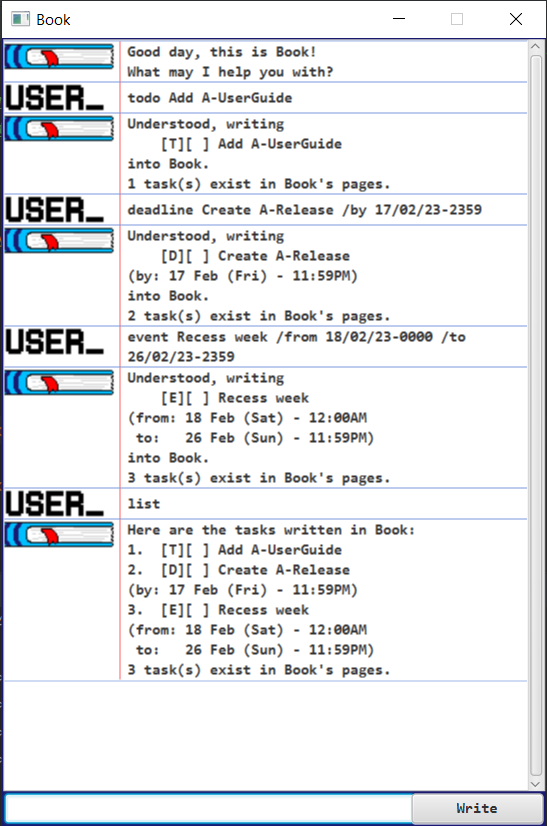 Book
Good day, this is Book!
What may I help you with?
USER_
todo Add A-UserGuide
Understood, writing
[T][ ] Add A-UserGuide
into Book.
1 task(s) exist in Book's pages.
USER_
deadline Create A-Release /by 17/02/23-2359
Understood, writing
[D][ ] Create A-Release
(by: 17 Feb (Fri) - 11:59PM)
into Book.
2 task(s) exist in Book's pages.
USER_
event Recess week /from 18/02/23-0000 /to
26/02/23-2359
Understood, writing
[E][ ] Recess week
(from: 18 Feb (Sat) - 12:00AM
to:   26 Feb (Sun) - 11:59PM)
into Book.
3 task(s) exist in Book's pages.
USER_
list
Here are the tasks written in Book:
1.  [T][ ] Add A-UserGuide
2.  [D][ ] Create A-Release
(by: 17 Feb (Fri) - 11:59PM)
3.  [E][ ] Recess week
(from: 18 Feb (Sat) - 12:00AM
to:   26 Feb (Sun) - 11:59PM)
3 task(s) exist in Book's pages.
Write